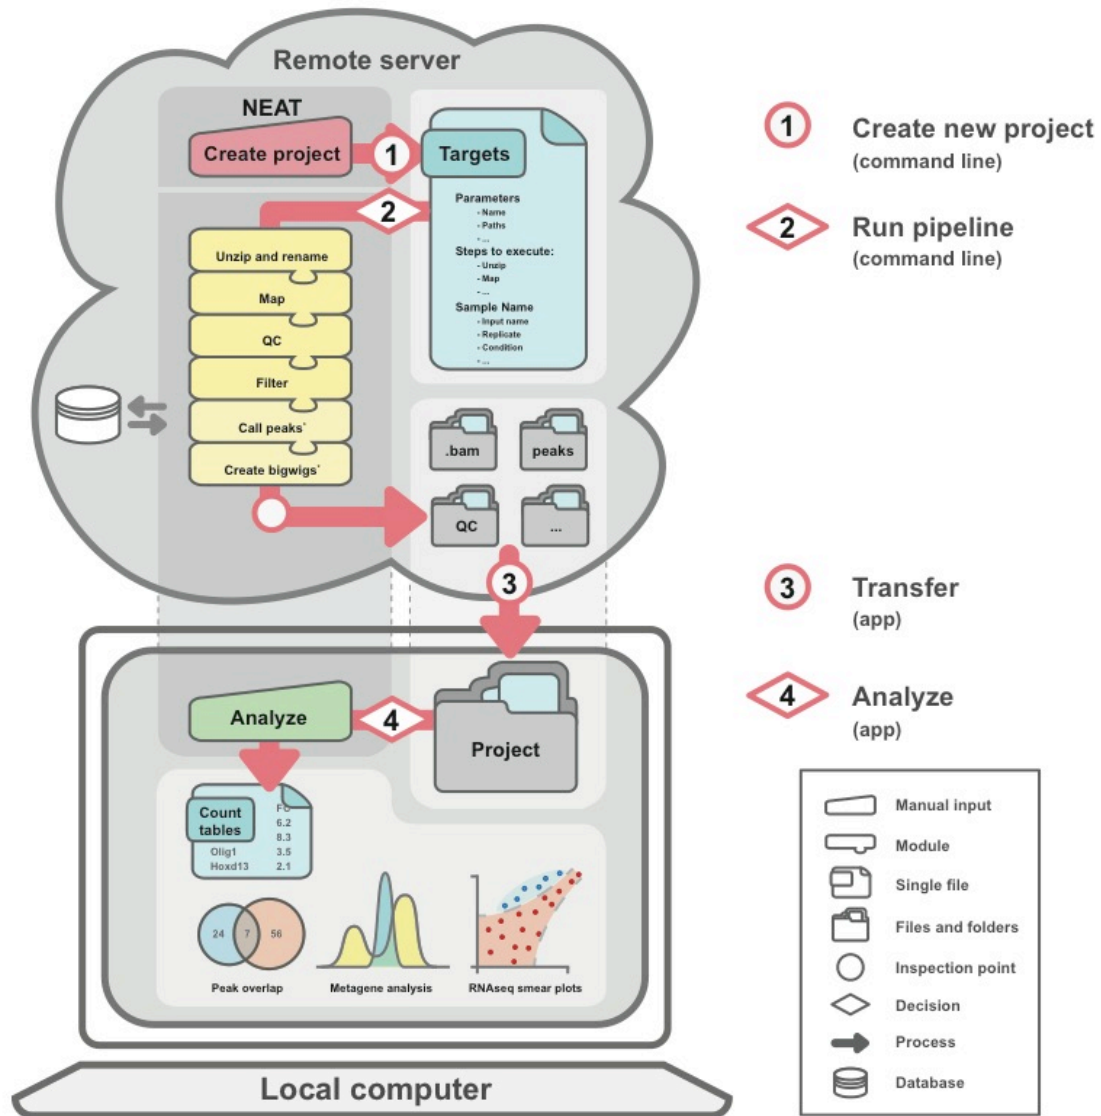 Remote server
NEAT
Create project
1
Targets
Parameters
- Name
- Paths
- ...
Steps to execute:
- Unzip
- Map
- ...
Sample Name
- Input name
- Replicate
- Condition
- ...
2
Unzip and rename
Map
QC
Filter
Call peaks*
Create bigwigs*
.bam
peaks
QC
...
3
Project
4
Analyze
Count
tables
FC
6.2
8.3
Olig1 3.5
Hoxd13 2.1
24 7 56
Peak overlap
Metagene analysis
RNAseq smear plots
Local computer
1 Create new project
(command line)
2 Run pipeline
(command line)
3 Transfer
(app)
4 Analyze
(app)
Manual input
Module
Single file
Files and folders
Inspection point
Decision
Process
Database